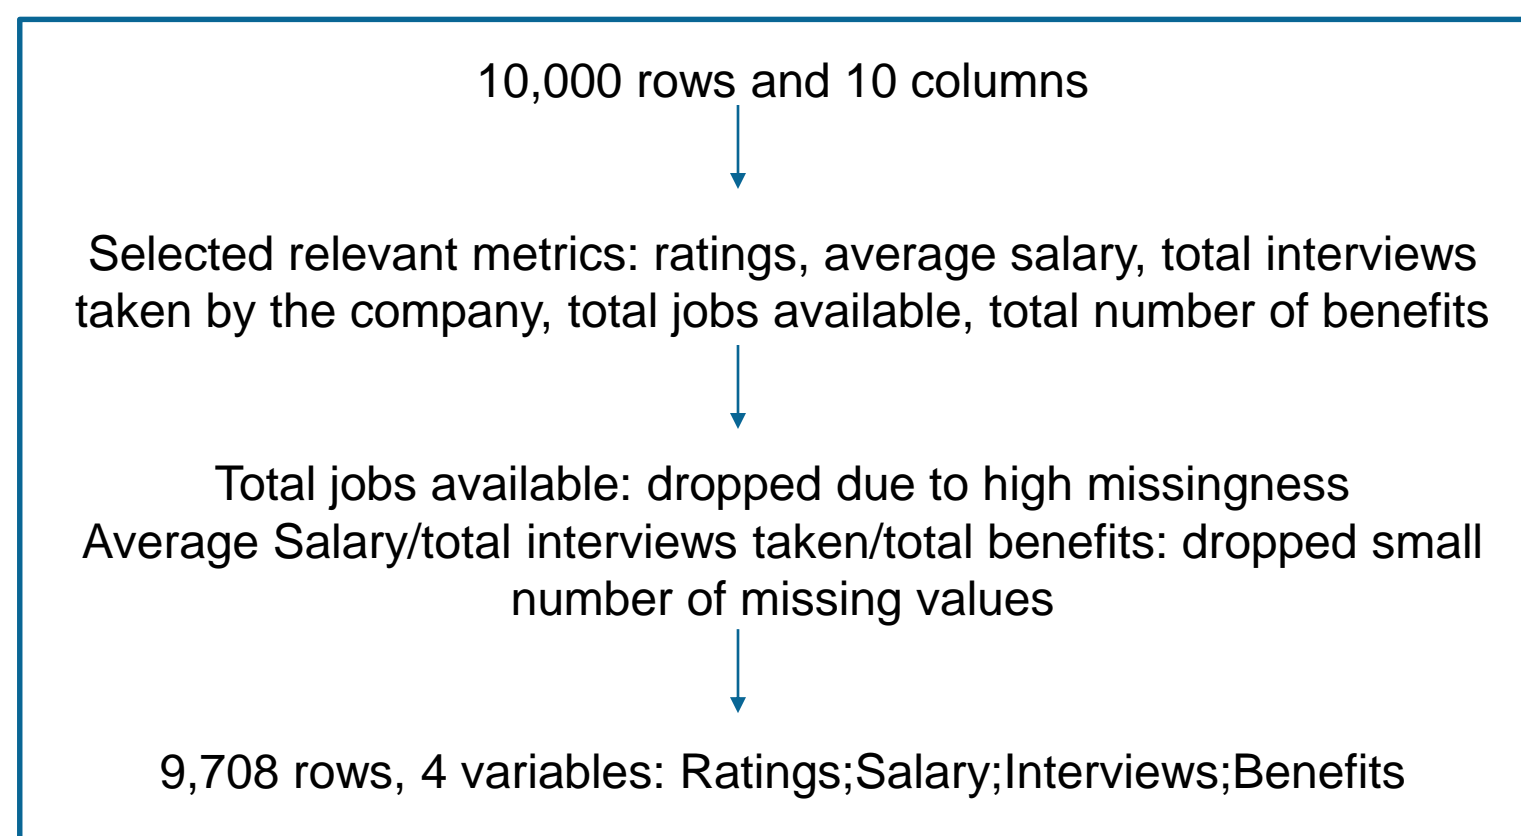 10,000 rows and 10 columns
Selected relevant metrics: ratings, average salary, total interviews
taken by the company, total jobs available, total number of benefits
Total jobs available: dropped due to high missingness
Average Salary/total interviews taken/total benefits: dropped small
number of missing values
9,708 rows, 4 variables: Ratings;Salary;Interviews;Benefits